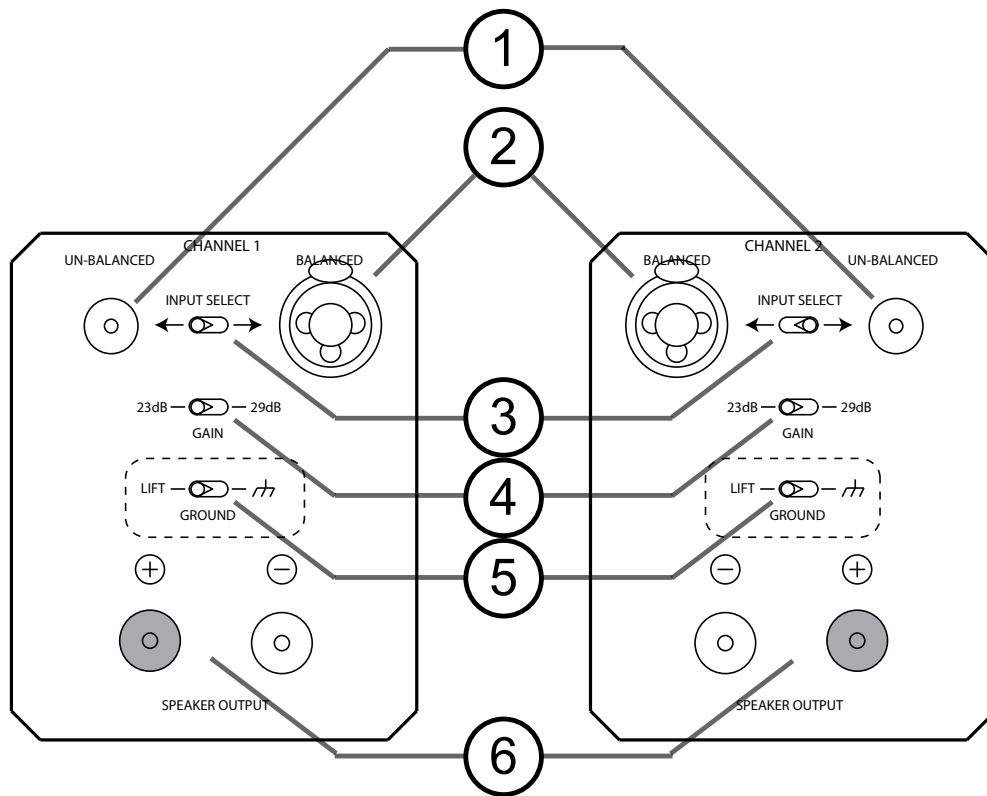 1
2
CHANNEL 1
UN-BALANCED
BALANCED
INPUT SELECT
23dB
29dB
GAIN
LIFT
GROUND
+
−
SPEAKER OUTPUT
CHANNEL 2
BALANCED
UN-BALANCED
INPUT SELECT
23dB
29dB
GAIN
LIFT
GROUND
−
+
SPEAKER OUTPUT
3
4
5
6